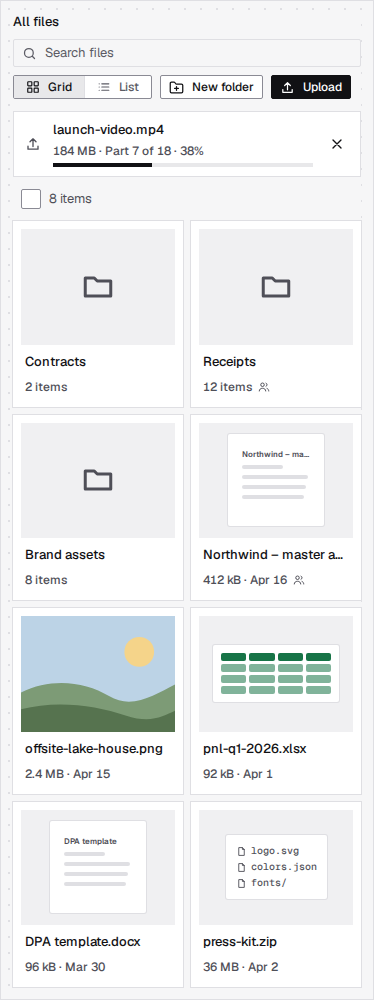 All files
Search files
Grid
List
New folder
Upload
launch-video.mp4
184 MB · Part 7 of 18 · 38%
8 items
Contracts
2 items
Receipts
12 items
Brand assets
8 items
Northwind – ma…
Northwind – master a…
412 kB · Apr 16
offsite-lake-house.png
2.4 MB · Apr 15
pnl-q1-2026.xlsx
92 kB · Apr 1
DPA template
DPA template.docx
96 kB · Mar 30
logo.svg
colors.json
fonts/
press-kit.zip
36 MB · Apr 2